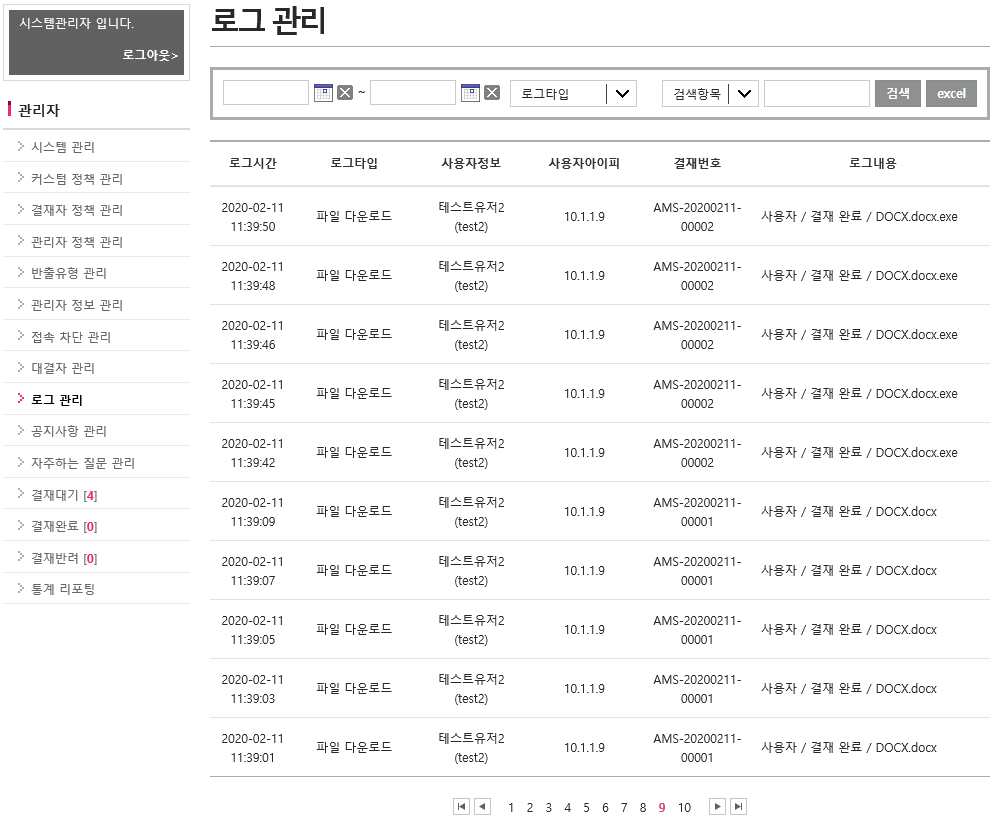 시스템관리자 입니다.
로그아웃>
관리자
시스템 관리
커스텀 정책 관리
결재자 정책 관리
관리자 정책 관리
반출유형 관리
관리자 정보 관리
접속 차단 관리
대결자 관리
로그 관리
공지사항 관리
자주하는 질문 관리
결재대기 [4]
결재완료 [0]
결재반려 [0]
통계 리포팅
로그 관리
~ 로그타입 검색항목 검색 excel
로그시간 로그타입 사용자정보 사용자아이피 결재번호 로그내용
2020-02-11 11:39:50 파일 다운로드 테스트유저2 (test2) 10.1.1.9 AMS-20200211-00002 사용자 / 결재 완료 / DOCX.docx.exe
2020-02-11 11:39:48 파일 다운로드 테스트유저2 (test2) 10.1.1.9 AMS-20200211-00002 사용자 / 결재 완료 / DOCX.docx.exe
2020-02-11 11:39:46 파일 다운로드 테스트유저2 (test2) 10.1.1.9 AMS-20200211-00002 사용자 / 결재 완료 / DOCX.docx.exe
2020-02-11 11:39:45 파일 다운로드 테스트유저2 (test2) 10.1.1.9 AMS-20200211-00002 사용자 / 결재 완료 / DOCX.docx.exe
2020-02-11 11:39:42 파일 다운로드 테스트유저2 (test2) 10.1.1.9 AMS-20200211-00002 사용자 / 결재 완료 / DOCX.docx.exe
2020-02-11 11:39:09 파일 다운로드 테스트유저2 (test2) 10.1.1.9 AMS-20200211-00001 사용자 / 결재 완료 / DOCX.docx
2020-02-11 11:39:07 파일 다운로드 테스트유저2 (test2) 10.1.1.9 AMS-20200211-00001 사용자 / 결재 완료 / DOCX.docx
2020-02-11 11:39:05 파일 다운로드 테스트유저2 (test2) 10.1.1.9 AMS-20200211-00001 사용자 / 결재 완료 / DOCX.docx
2020-02-11 11:39:03 파일 다운로드 테스트유저2 (test2) 10.1.1.9 AMS-20200211-00001 사용자 / 결재 완료 / DOCX.docx
2020-02-11 11:39:01 파일 다운로드 테스트유저2 (test2) 10.1.1.9 AMS-20200211-00001 사용자 / 결재 완료 / DOCX.docx
1 2 3 4 5 6 7 8 9 10